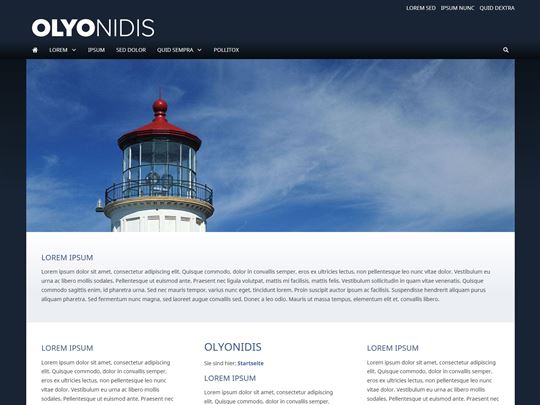 LOREM SED IPSUM NUNC QUID DEXTRA
OLYONIDIS
LOREM IPSUM SED DOLOR QUID SEMPRA POLLITOX
LOREM IPSUM
Lorem ipsum dolor sit amet, consectetur adipiscing elit. Quisque commodo, dolor in convallis semper, eros ex ultricies lectus, non pellentesque leo nunc vitae dolor. Vestibulum eu
urna ac libero mollis convallis. Pellentesque ut euismod ante. Praesent nec ligula volutpat, mattis mi facilisis, mattis felis. Vestibulum sollicitudin in quam vitae venenatis. Quisque
commodo sagittis enim, id pharetra urna. Sed nec mauris tempor, varius nunc eget, tincidunt lorem. Proin suscipit auctor ipsum id facilisis. Suspendisse hendrerit aliquam purus
aliquam pharetra. Sed fermentum nunc magna, sed laoreet augue convallis sed. Donec a leo odio. Mauris ut massa tempus, elementum elit et, convallis libero.
LOREM IPSUM
Lorem ipsum dolor sit amet,
consectetur adipiscing elit. Quisque
commodo, dolor in convallis semper,
eros ex ultricies lectus, non
pellentesque leo nunc vitae dolor.
Vestibulum eu urna ac libero mollis
convallis. Pellentesque ut euismod
ante. Praesent nec
OLYONIDIS
Sie sind hier: Startseite
LOREM IPSUM
Lorem ipsum dolor sit amet,
consectetur adipiscing elit. Quisque
LOREM IPSUM
Lorem ipsum dolor sit amet,
consectetur adipiscing elit. Quisque
commodo, dolor in convallis semper,
eros ex ultricies lectus, non
pellentesque leo nunc vitae dolor.
Vestibulum eu urna ac libero mollis
convallis. Pellentesque ut euismod
ante. Praesent nec